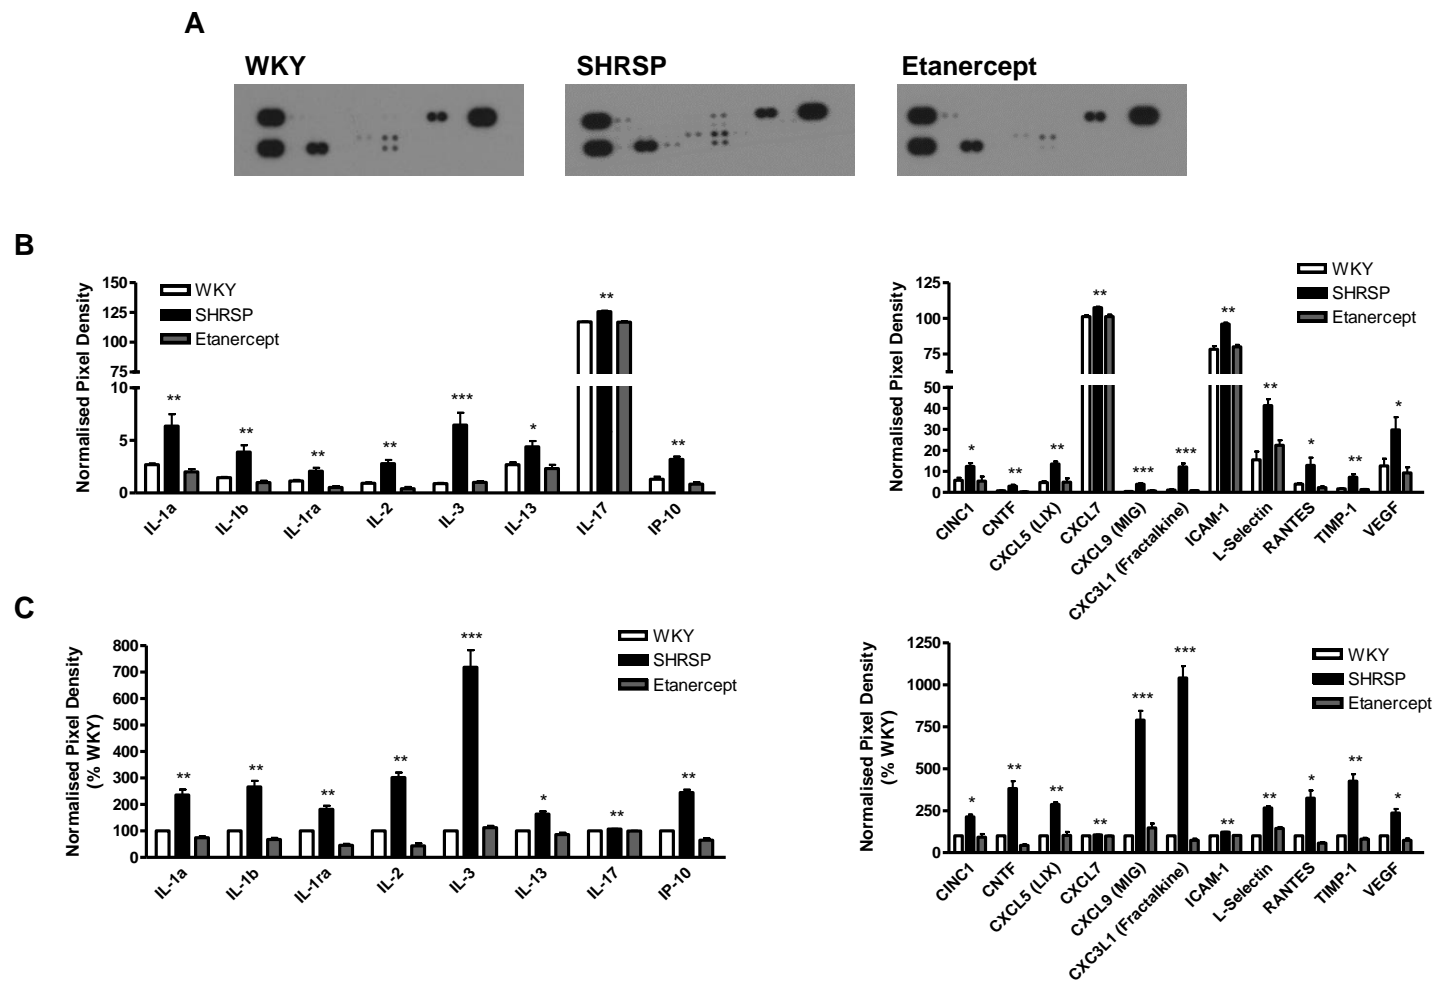 A
WKY SHRSP Etanercept
B
Normalised Pixel Density
150
125
100
75
10
5
0
WKY
SHRSP
Etanercept
** ** ** ** *** * ** **
IL-1a IL-1b IL-1ra IL-2 IL-3 IL-13 IL-17 IP-10
Normalised Pixel Density
125
100
75
50
40
30
20
10
0
WKY
SHRSP
Etanercept
* ** ** ** *** *** ** ** * ** *
CINC1 CNTF CXCL5 (LIX) CXCL7 CXCL9 (MIG) CXC3L1 (Fractalkine) ICAM-1 L-Selectin RANTES TIMP-1 VEGF
C
Normalised Pixel Density
(% WKY)
800
700
600
500
400
300
200
100
0
WKY
SHRSP
Etanercept
** ** ** ** *** * ** **
IL-1a IL-1b IL-1ra IL-2 IL-3 IL-13 IL-17 IP-10
Normalised Pixel Density
(% WKY)
1250
1000
750
500
250
0
WKY
SHRSP
Etanercept
* ** ** ** *** *** ** ** * ** *
CINC1 CNTF CXCL5 (LIX) CXCL7 CXCL9 (MIG) CXC3L1 (Fractalkine) ICAM-1 L-Selectin RANTES TIMP-1 VEGF